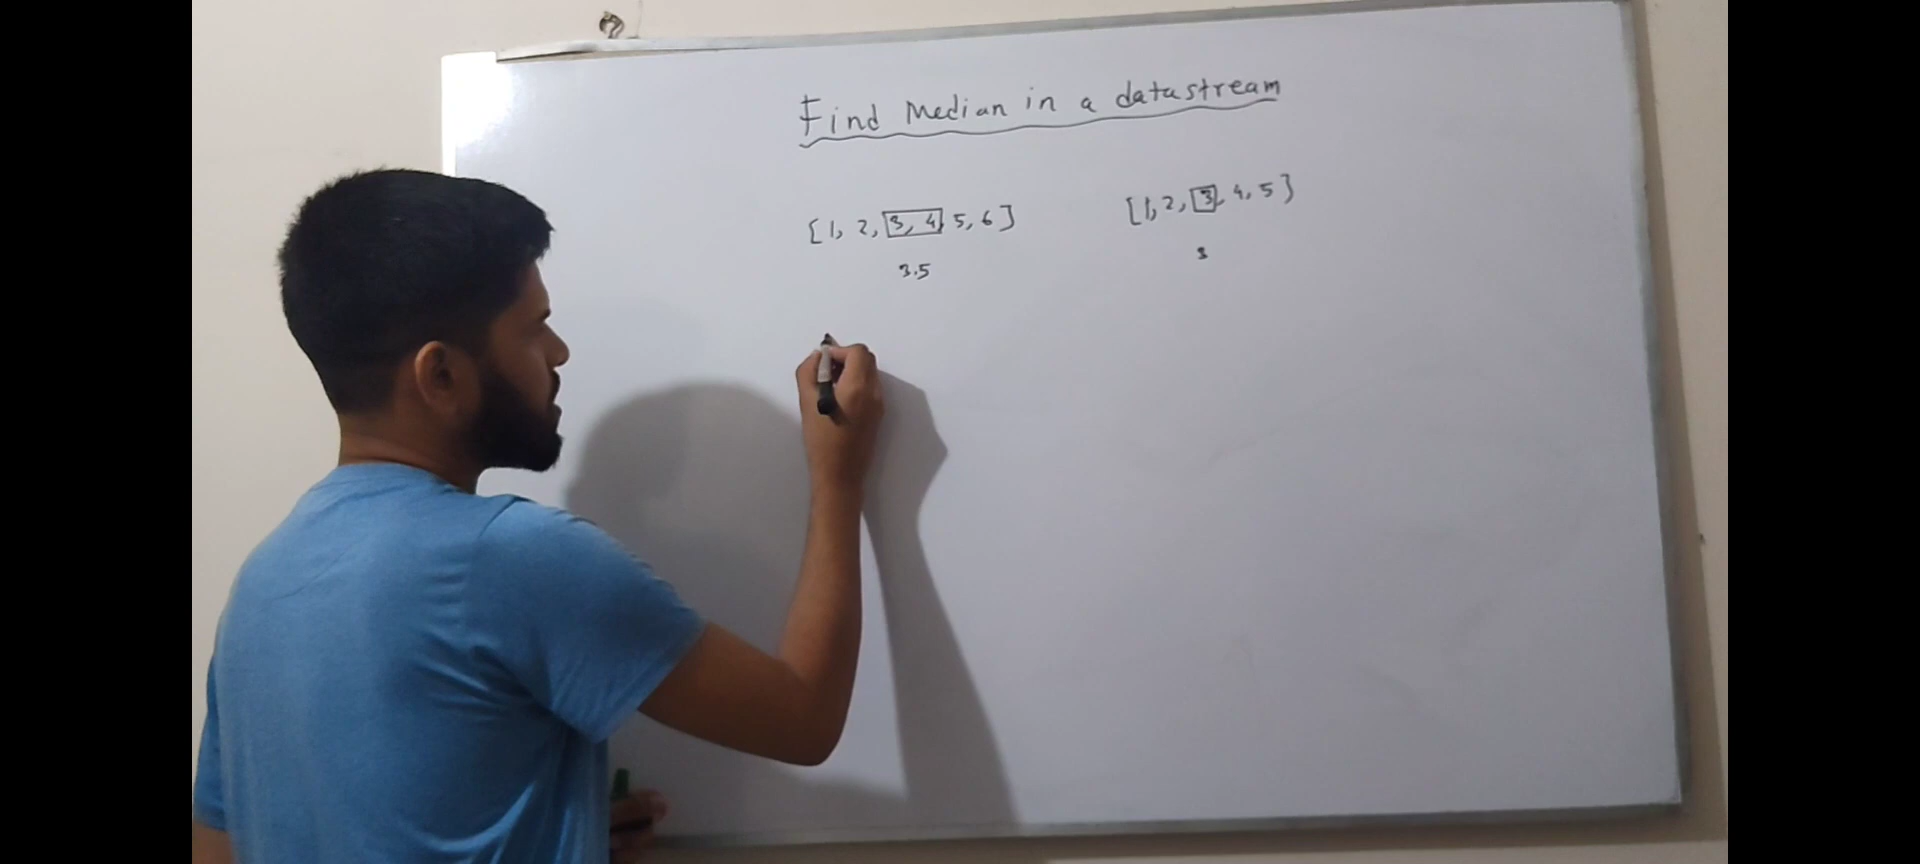 Find Median in a datastream
[1, 2, 3, 4, 5, 6] [1, 2, 3, 4, 5]
3.5 3